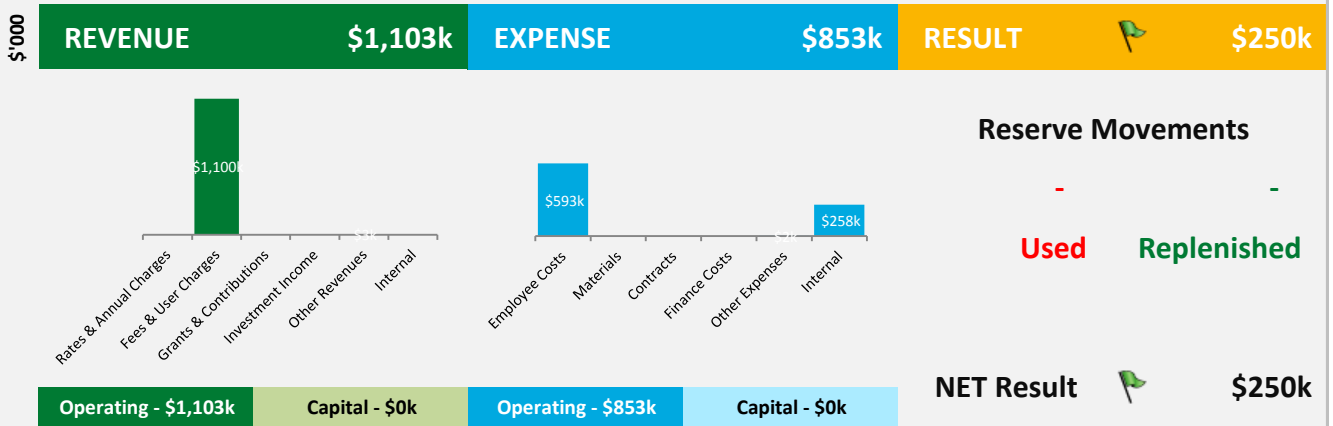 $'000
REVENUE $1,103k
EXPENSE $853k
RESULT $250k
$1,100k
$3k
Rates & Annual Charges
Fees & User Charges
Grants & Contributions
Investment Income
Other Revenues
Internal
$593k
$2k
$258k
Employee Costs
Materials
Contracts
Finance Costs
Other Expenses
Internal
Reserve Movements
- -
Used Replenished
NET Result $250k
Operating - $1,103k
Capital - $0k
Operating - $853k
Capital - $0k